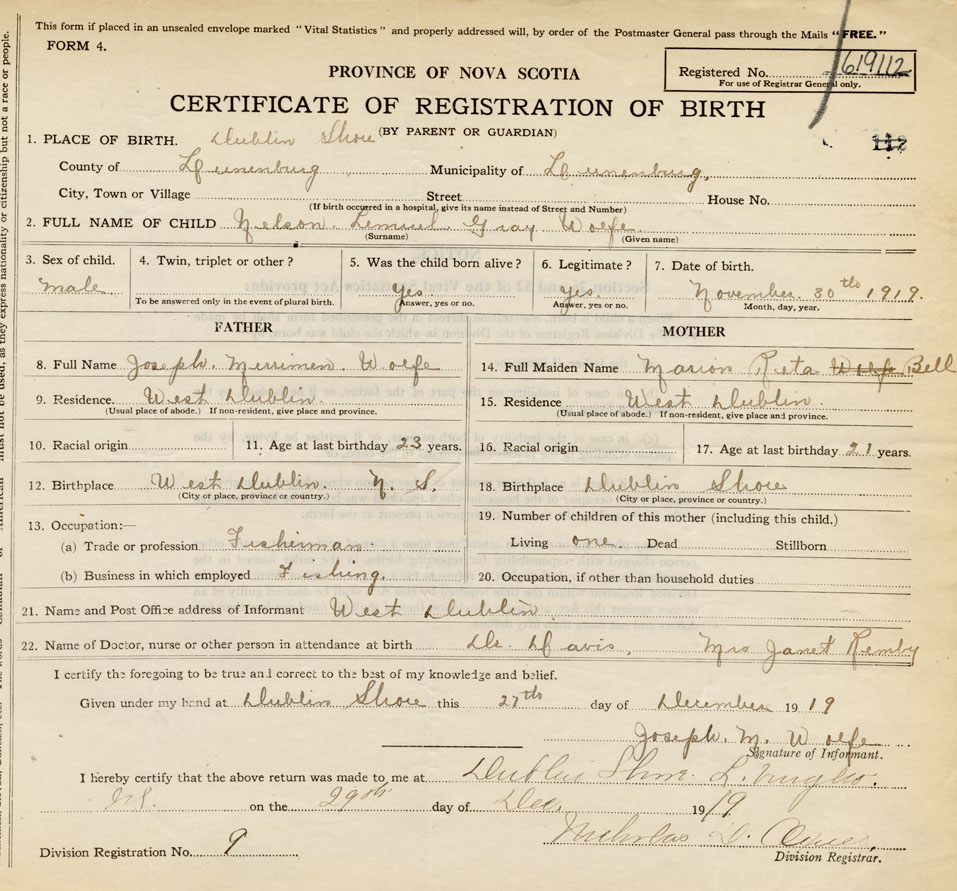 This form if placed in an unsealed envelope marked "Vital Statistics" and properly addressed will, by order of the Postmaster General pass through the Mails "FREE."
FORM 4.
PROVINCE OF NOVA SCOTIA
Registered No. 619112
For use of Registrar General only.
CERTIFICATE OF REGISTRATION OF BIRTH
(BY PARENT OR GUARDIAN)
1. PLACE OF BIRTH. Dublin Shore
112
County of Lunenburg Municipality of Lunenburg.
City, Town or Village Street House No.
(If birth occurred in a hospital, give its name instead of Street and Number)
2. FULL NAME OF CHILD Nelson Lemuel Gray Wolfe
(Surname) (Given name)
3. Sex of child. 4. Twin, triplet or other? 5. Was the child born alive? 6. Legitimate? 7. Date of birth.
Male yes. yes. November 30th 1919.
To be answered only in the event of plural birth. Answer, yes or no. Answer, yes or no. Month, day, year.
FATHER MOTHER
8. Full Name Joseph. Merrimen. Wolfe 14. Full Maiden Name Marion Reta Wolfe Bell
9. Residence West Dublin. 15. Residence West Dublin.
(Usual place of abode.) If non-resident, give place and province. (Usual place of abode.) If non-resident, give place and province.
10. Racial origin 11. Age at last birthday 23 years. 16. Racial origin 17. Age at last birthday 21 years.
12. Birthplace West Dublin. N. S. 18. Birthplace Dublin Shore
(City or place, province or country.) (City or place, province or country.)
13. Occupation:— 19. Number of children of this mother (including this child.)
(a) Trade or profession Fisherman Living one Dead Stillborn
(b) Business in which employed Fishing. 20. Occupation, if other than household duties
21. Name and Post Office address of Informant West Dublin
22. Name of Doctor, nurse or other person in attendance at birth Dr. Davis, Mrs Janet Remby
I certify the foregoing to be true and correct to the best of my knowledge and belief.
Given under my hand at Dublin Shore this 27th day of December 1919
Joseph. M. Wolfe
Signature of Informant.
I hereby certify that the above return was made to me at Dublin Shore
on the 29th day of Dec. 1919
Nicholas D.
Division Registrar.
Division Registration No. 9